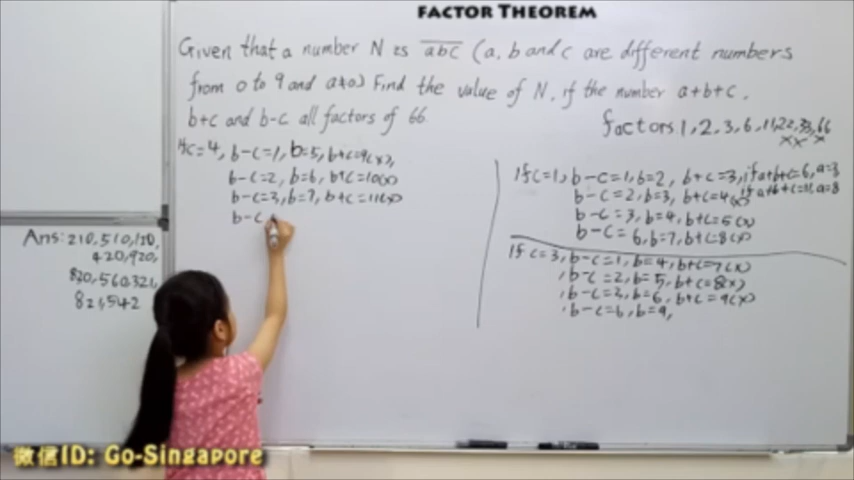 FACTOR THEOREM
Given that a number N is abc (a, b and c are different numbers
from 0 to 9 and a≠0) Find the value of N, if the number a+b+c,
b+c and b-c all factors of 66
factors 1, 2, 3, 6, 11, 22, 33, 66
If c=4, b-c=1, b=5, b+c=9(x),
b-c=2, b=6, b+c=10(x)
b-c=3, b=7, b+c=11(x)
b-c
If c=1, b-c=1, b=2, b+c=3, if a+b+c=6, a=3
if a+b+c=11, a=8
b-c=2, b=3, b+c=4(x)
b-c=3, b=4, b+c=5(x)
b-c=6, b=7, b+c=8(x)
If c=3, b-c=1, b=4, b+c=7(x)
, b-c=2, b=5, b+c=8(x)
, b-c=3, b=6, b+c=9(x)
, b-c=6, b=9,
Ans: 210, 510, 120,
420, 920,
830, 560, 321,
821, 542
微信ID: Go-Singapore